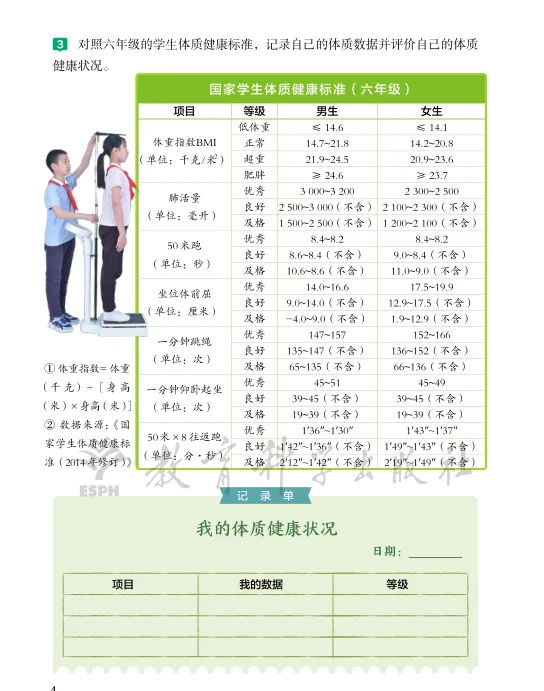 3 对照六年级的学生体质健康标准，记录自己的体质数据并评价自己的体质
健康状况。
国家学生体质健康标准（六年级）
项目 等级 男生 女生
体重指数BMI（单位：千克/米²） 低体重 ≤ 14.6 ≤ 14.1
正常 14.7~21.8 14.2~20.8
超重 21.9~24.5 20.9~23.6
肥胖 ≥ 24.6 ≥ 23.7
肺活量（单位：毫升） 优秀 3 000~3 200 2 300~2 500
良好 2 500~3 000（不含） 2 100~2 300（不含）
及格 1 500~2 500（不含） 1 200~2 100（不含）
50 米跑（单位：秒） 优秀 8.4~8.2 8.4~8.2
良好 8.6~8.4（不含） 9.0~8.4（不含）
及格 10.6~8.6（不含） 11.0~9.0（不含）
坐位体前屈（单位：厘米） 优秀 14.0~16.6 17.5~19.9
良好 9.0~14.0（不含） 12.9~17.5（不含）
及格 −4.0~9.0（不含） 1.9~12.9（不含）
一分钟跳绳（单位：次） 优秀 147~157 152~166
良好 135~147（不含） 136~152（不含）
及格 65~135（不含） 66~136（不含）
一分钟仰卧起坐（单位：次） 优秀 45~51 45~49
良好 39~45（不含） 39~45（不含）
及格 19~39（不含） 19~39（不含）
50米×8 往返跑（单位：分·秒） 优秀 1′36″~1′30″ 1′43″~1′37″
良好 1′42″~1′36″（不含） 1′49″~1′43″（不含）
及格 2′12″~1′42″（不含） 2′19″~1′49″（不含）
① 体重指数= 体重
（千克）÷［身高
（米）×身高（米）］
② 数据来源：《国
家学生体质健康标
准（2014年修订）》
ESPH 教育科学出版社
记录单
我的体质健康状况
日期：
项目 我的数据 等级
4